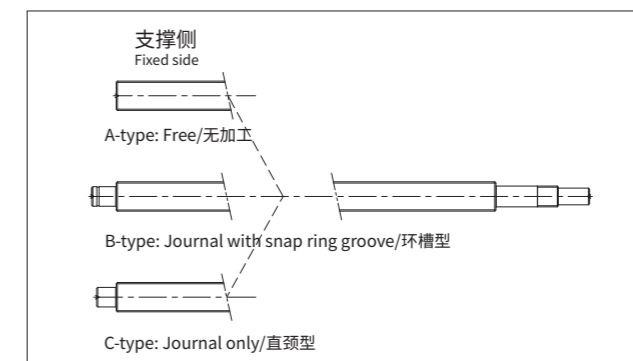 支撑侧
Fixed side
A-type: Free/无加工
B-type: Journal with snap ring groove/环槽型
C-type: Journal only/直颈型